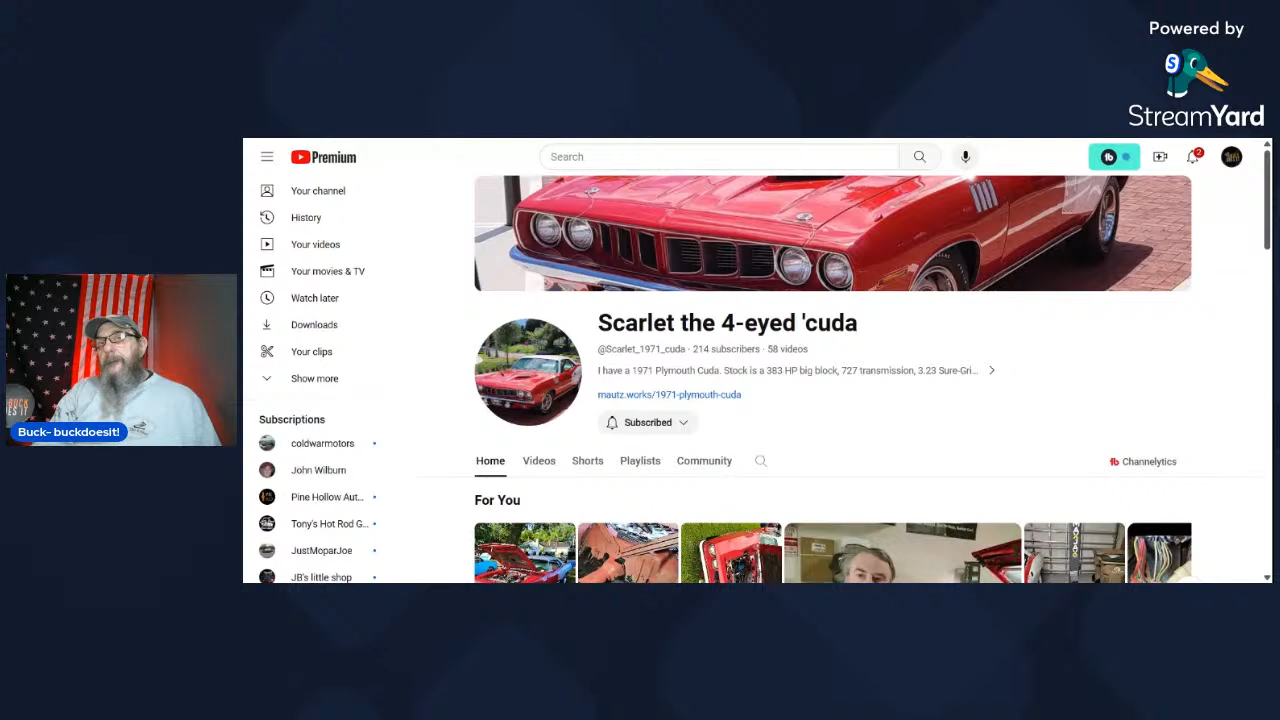 Powered by
StreamYard
Premium
Search
2
Your channel
History
Your videos
Your movies & TV
Watch later
Downloads
Your clips
Show more
Subscriptions
coldwarmotors
John Wilburn
Pine Hollow Aut...
Tony's Hot Rod G...
JustMoparJoe
JB's little shop
Scarlet the 4-eyed 'cuda
@Scarlet_1971_cuda · 214 subscribers · 58 videos
I have a 1971 Plymouth Cuda. Stock is a 383 HP big block, 727 transmission, 3.23 Sure-Gri...
mautz.works/1971-plymouth-cuda
Subscribed
Home Videos Shorts Playlists Community
Channelytics
For You
Buck- buckdoesit!